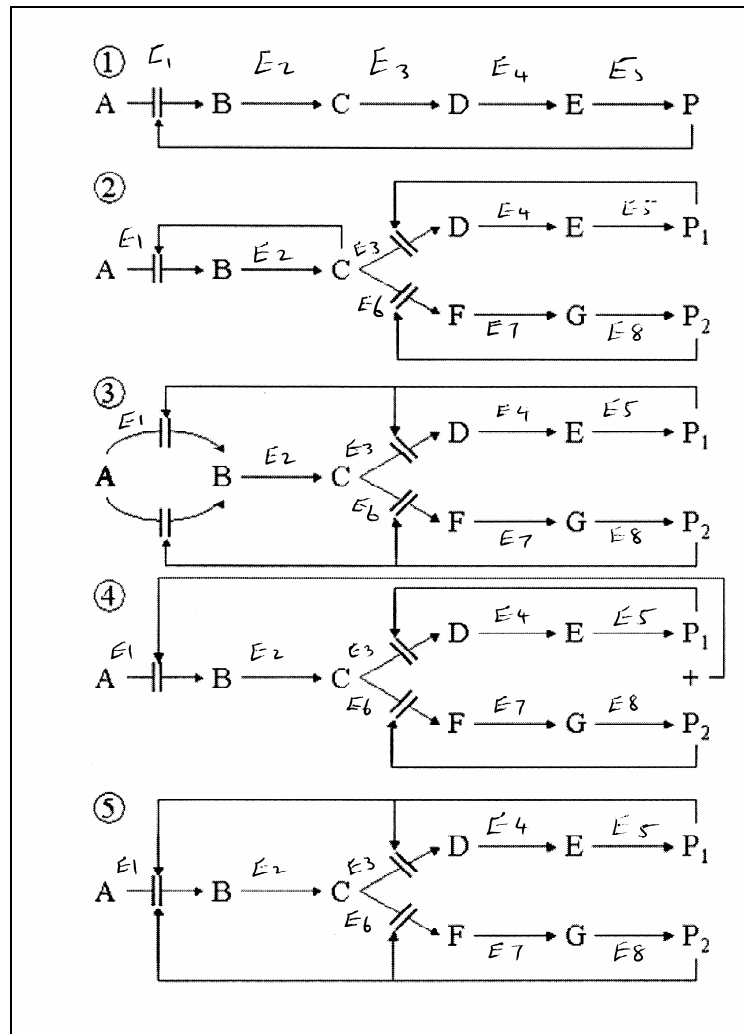 ① E1 E2 E3 E4 E5
A B C D E P
②
D E4 E E5 P1
A E1 B E2 C E3
E6
F E7 G E8 P2
③
E1 D E4 E E5 P1
A B E2 C E3
E6
F E7 G E8 P2
④
D E4 E E5 P1
A E1 B E2 C E3 +
E6
F E7 G E8 P2
⑤
D E4 E E5 P1
A E1 B E2 C E3
E6
F E7 G E8 P2